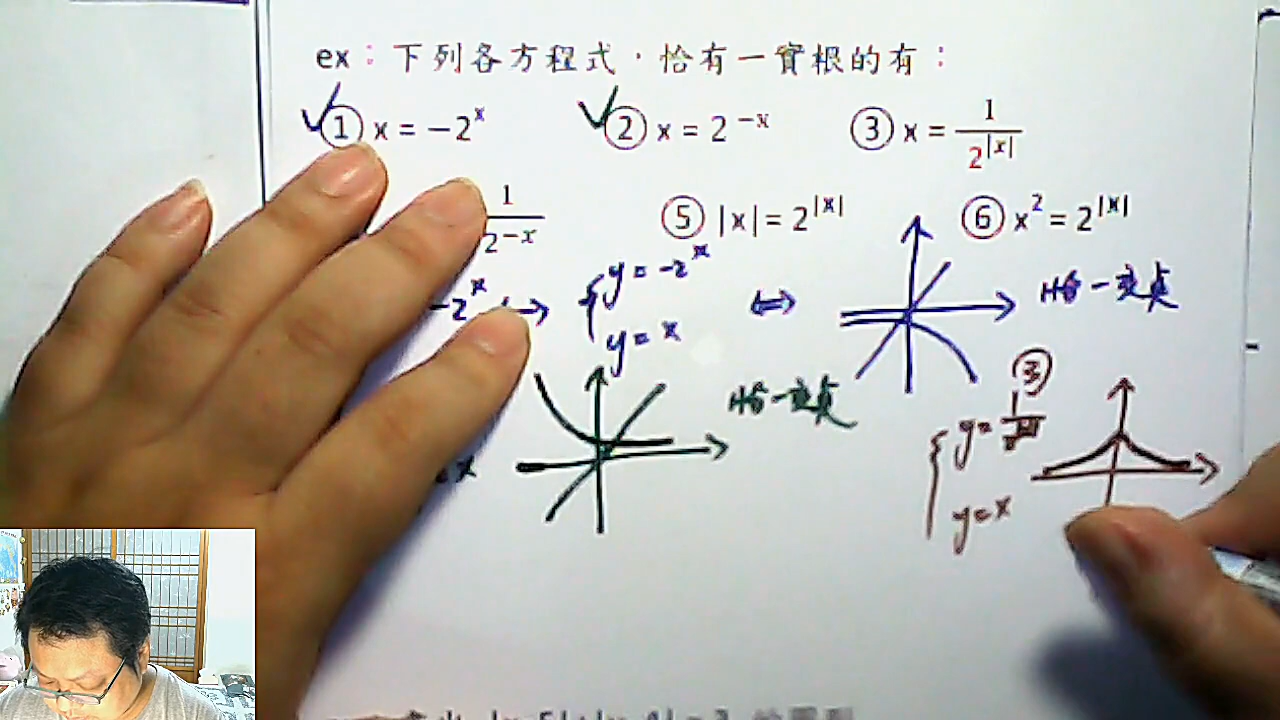 ex：下列各方程式，恰有一實根的有：
① x = −2^x ② x = 2^−x ③ x = 1/2^|x|
1/2^−x ⑤ |x| = 2^|x| ⑥ x² = 2^|x|
−2^x ↔ { y = −2^x ⇔ 恰一交点
y = x
恰一交点
③
{ y = 1/2^|x|
y = x